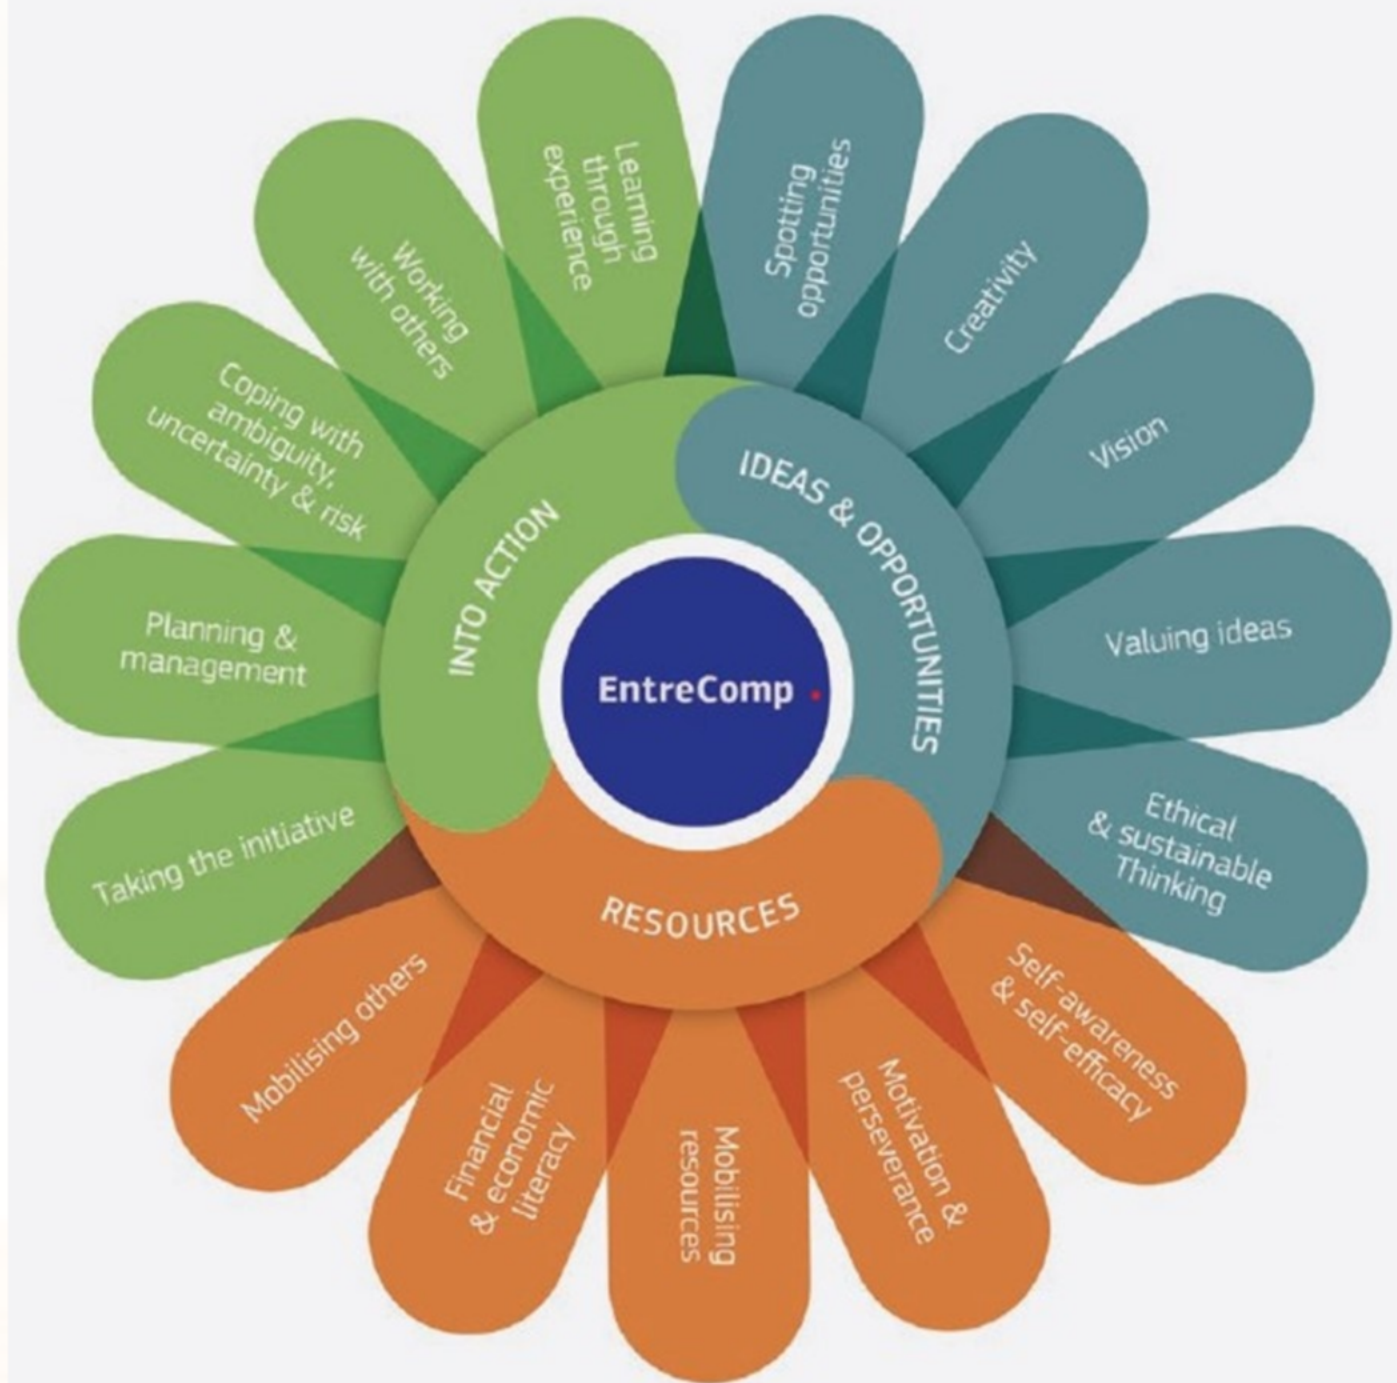 EntreComp
IDEAS & OPPORTUNITIES
Spotting
opportunities
Creativity
Vision
Valuing ideas
Ethical
& sustainable
Thinking
RESOURCES
Self-awareness
& self-efficacy
Motivation &
perseverance
Mobilising
resources
Financial
& economic
literacy
Mobilising others
INTO ACTION
Taking the initiative
Planning &
management
Coping with
ambiguity,
uncertainty & risk
Working
with others
Learning
through
experience